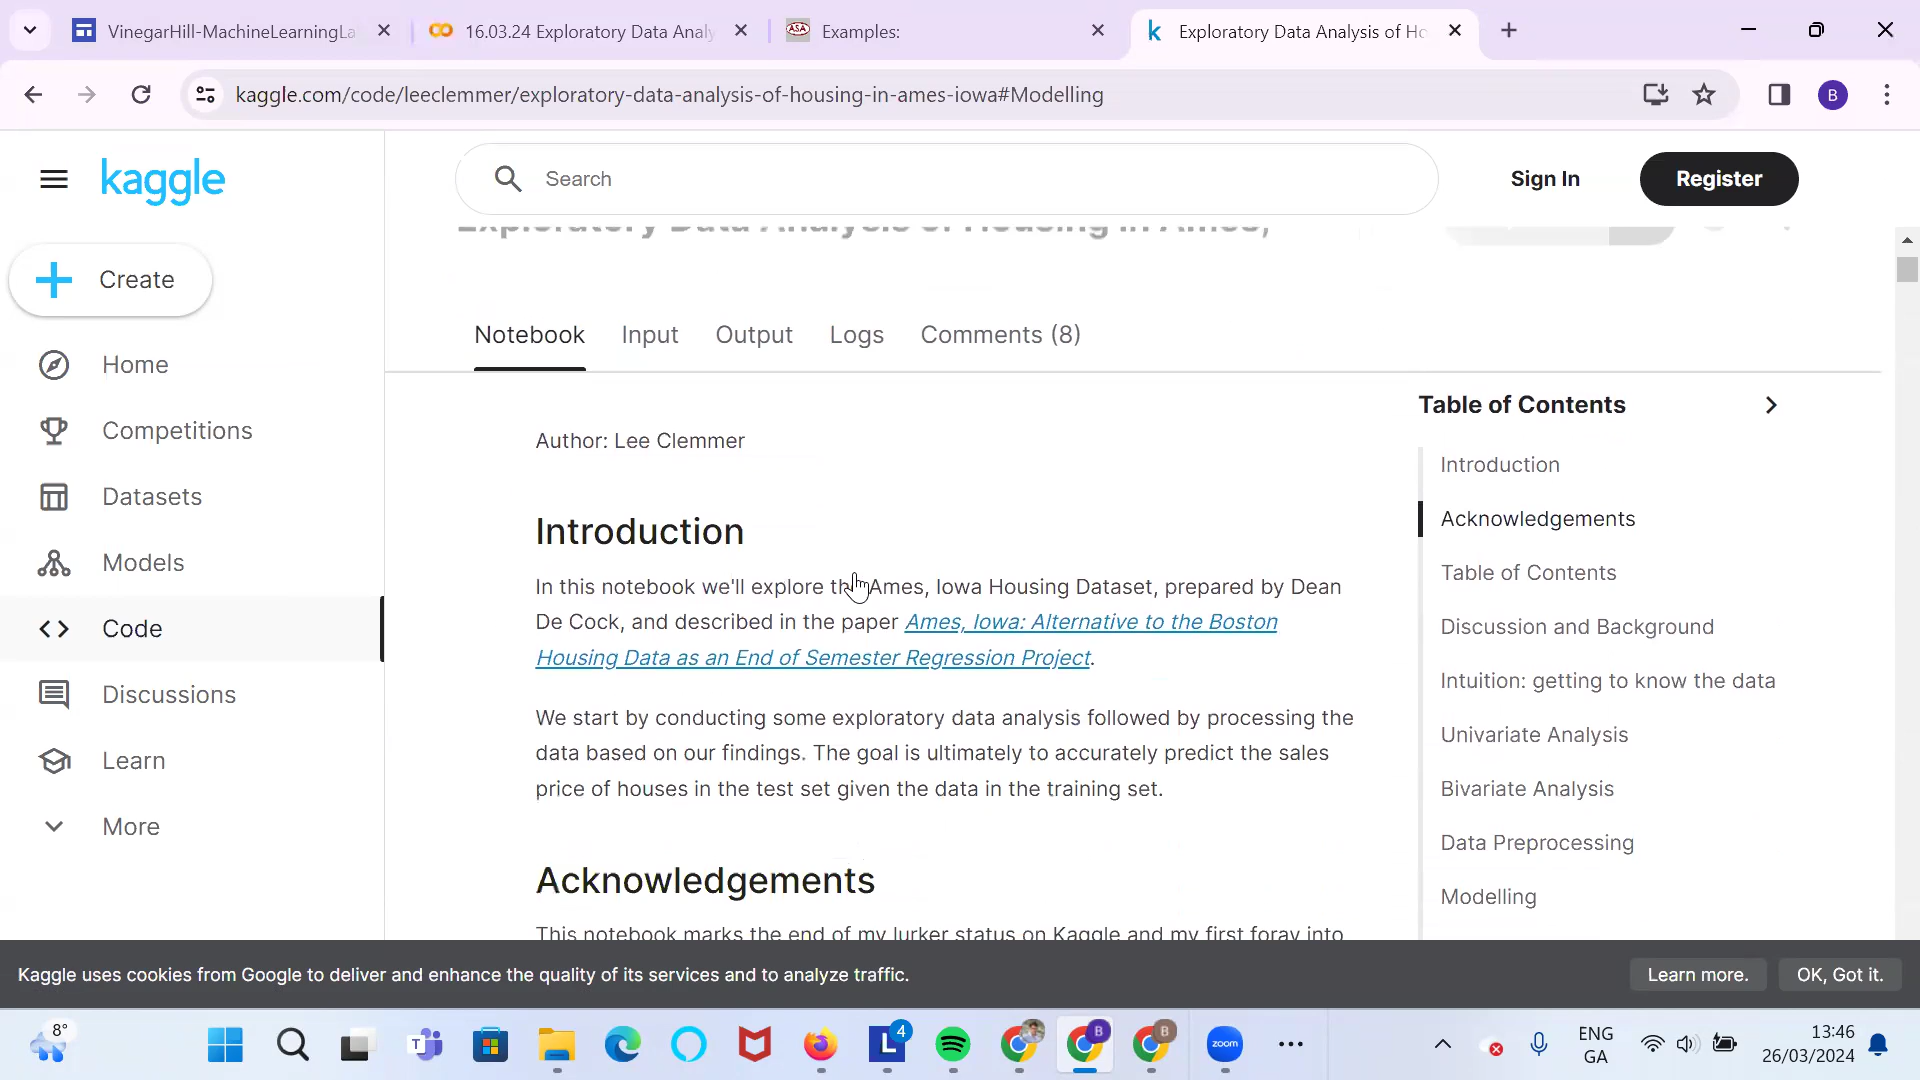 VinegarHill-MachineLearningLa
16.03.24 Exploratory Data Analy
ASA
Examples:
k
Exploratory Data Analysis of Ho
kaggle.com/code/leeclemmer/exploratory-data-analysis-of-housing-in-ames-iowa#Modelling
B
kaggle
Search
Sign In
Register
Create
Exploratory Data Analysis of Housing in Ames,
Notebook
Input
Output
Logs
Comments (8)
Home
Competitions
Datasets
Models
Code
Discussions
Learn
More
Author: Lee Clemmer
Introduction
In this notebook we'll explore Ames, Iowa Housing Dataset, prepared by Dean
De Cock, and described in the paper Ames, Iowa: Alternative to the Boston
Housing Data as an End of Semester Regression Project.
We start by conducting some exploratory data analysis followed by processing the
data based on our findings. The goal is ultimately to accurately predict the sales
price of houses in the test set given the data in the training set.
Acknowledgements
This notebook marks the end of my lurker status on Kaggle and my first foray into
Table of Contents
Introduction
Acknowledgements
Table of Contents
Discussion and Background
Intuition: getting to know the data
Univariate Analysis
Bivariate Analysis
Data Preprocessing
Modelling
Kaggle uses cookies from Google to deliver and enhance the quality of its services and to analyze traffic.
Learn more.
OK, Got it.
8°
T
L
4
B
B
zoom
ENG
GA
13:46
26/03/2024